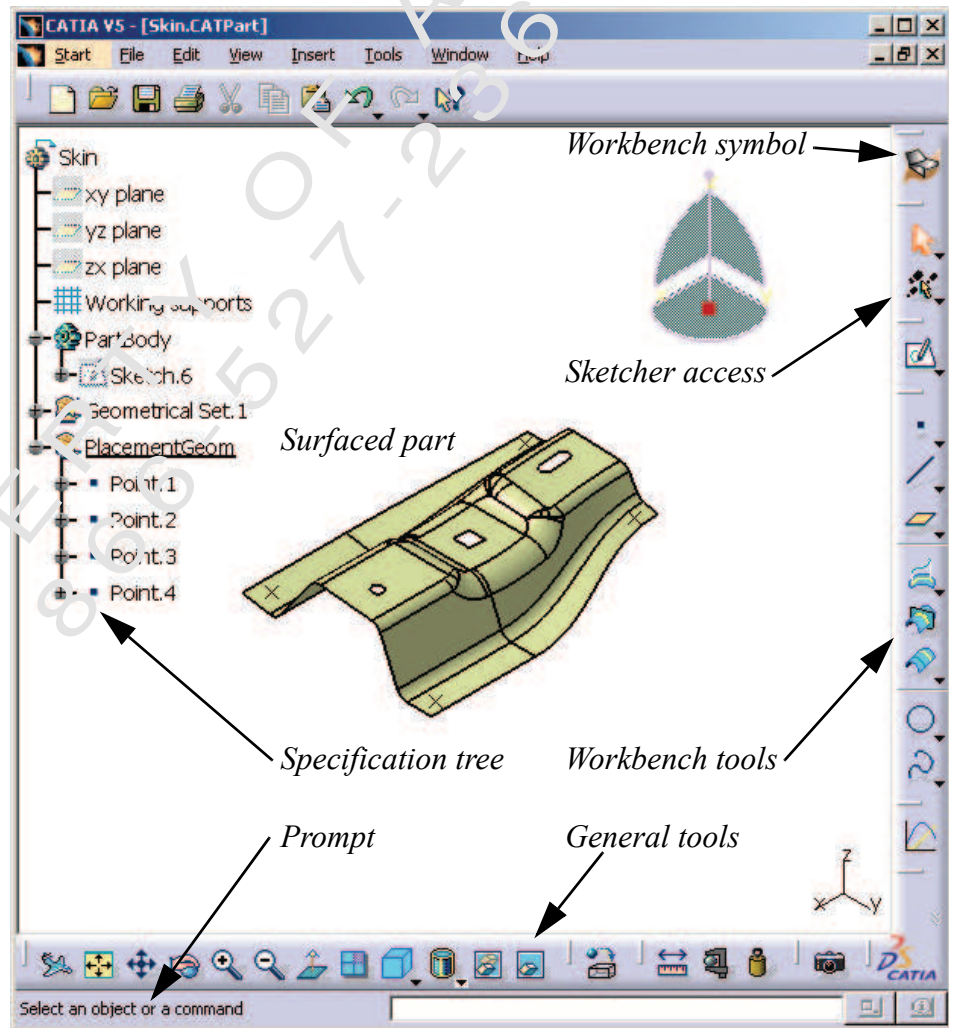 CATIA V5 - [Skin.CATPart]
Start File Edit View Insert Tools Window Help
Workbench symbol
Skin
xy plane
yz plane
zx plane
Working supports
PartBody
Sketch.6
Sketcher access
Geometrical Set.1
Surfaced part
PlacementGeom
Point.1
Point.2
Point.3
Point.4
Specification tree
Workbench tools
Prompt
General tools
z
x y
CATIA
Select an object or a command